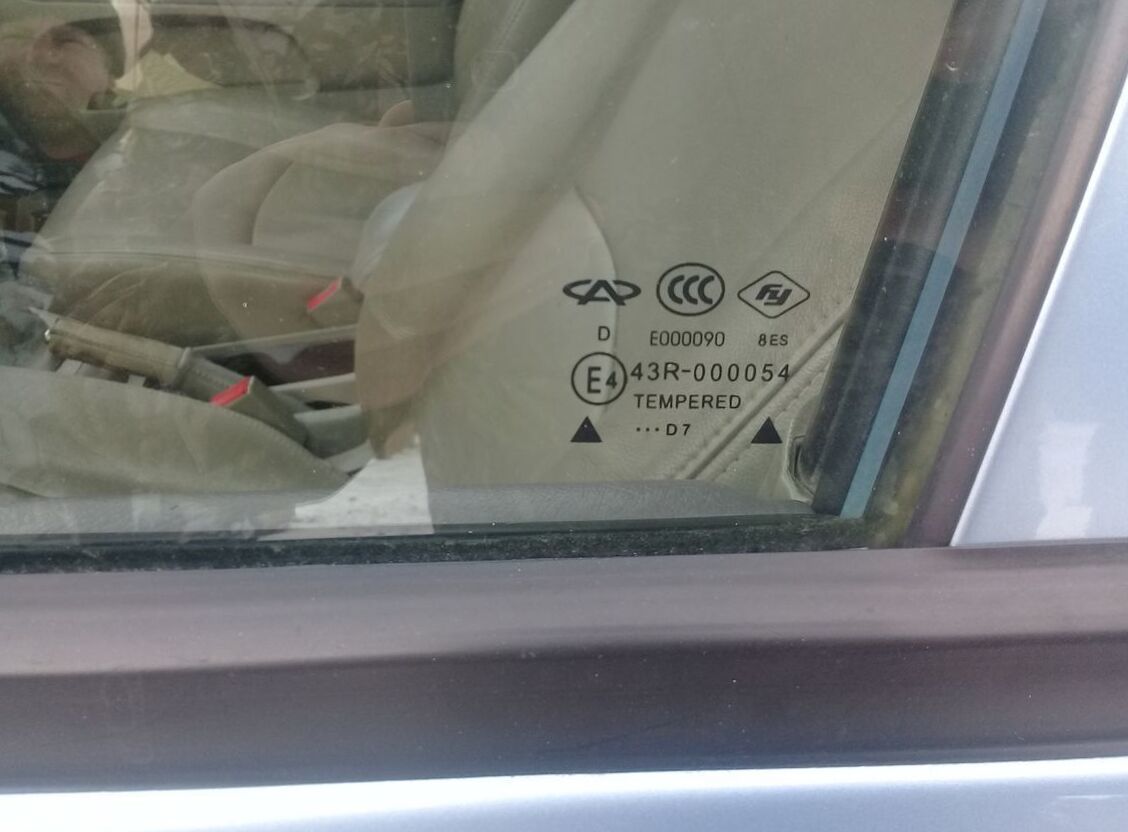 CCC FY
D E000090 8ES
E4 43R-000054
TEMPERED
...D7